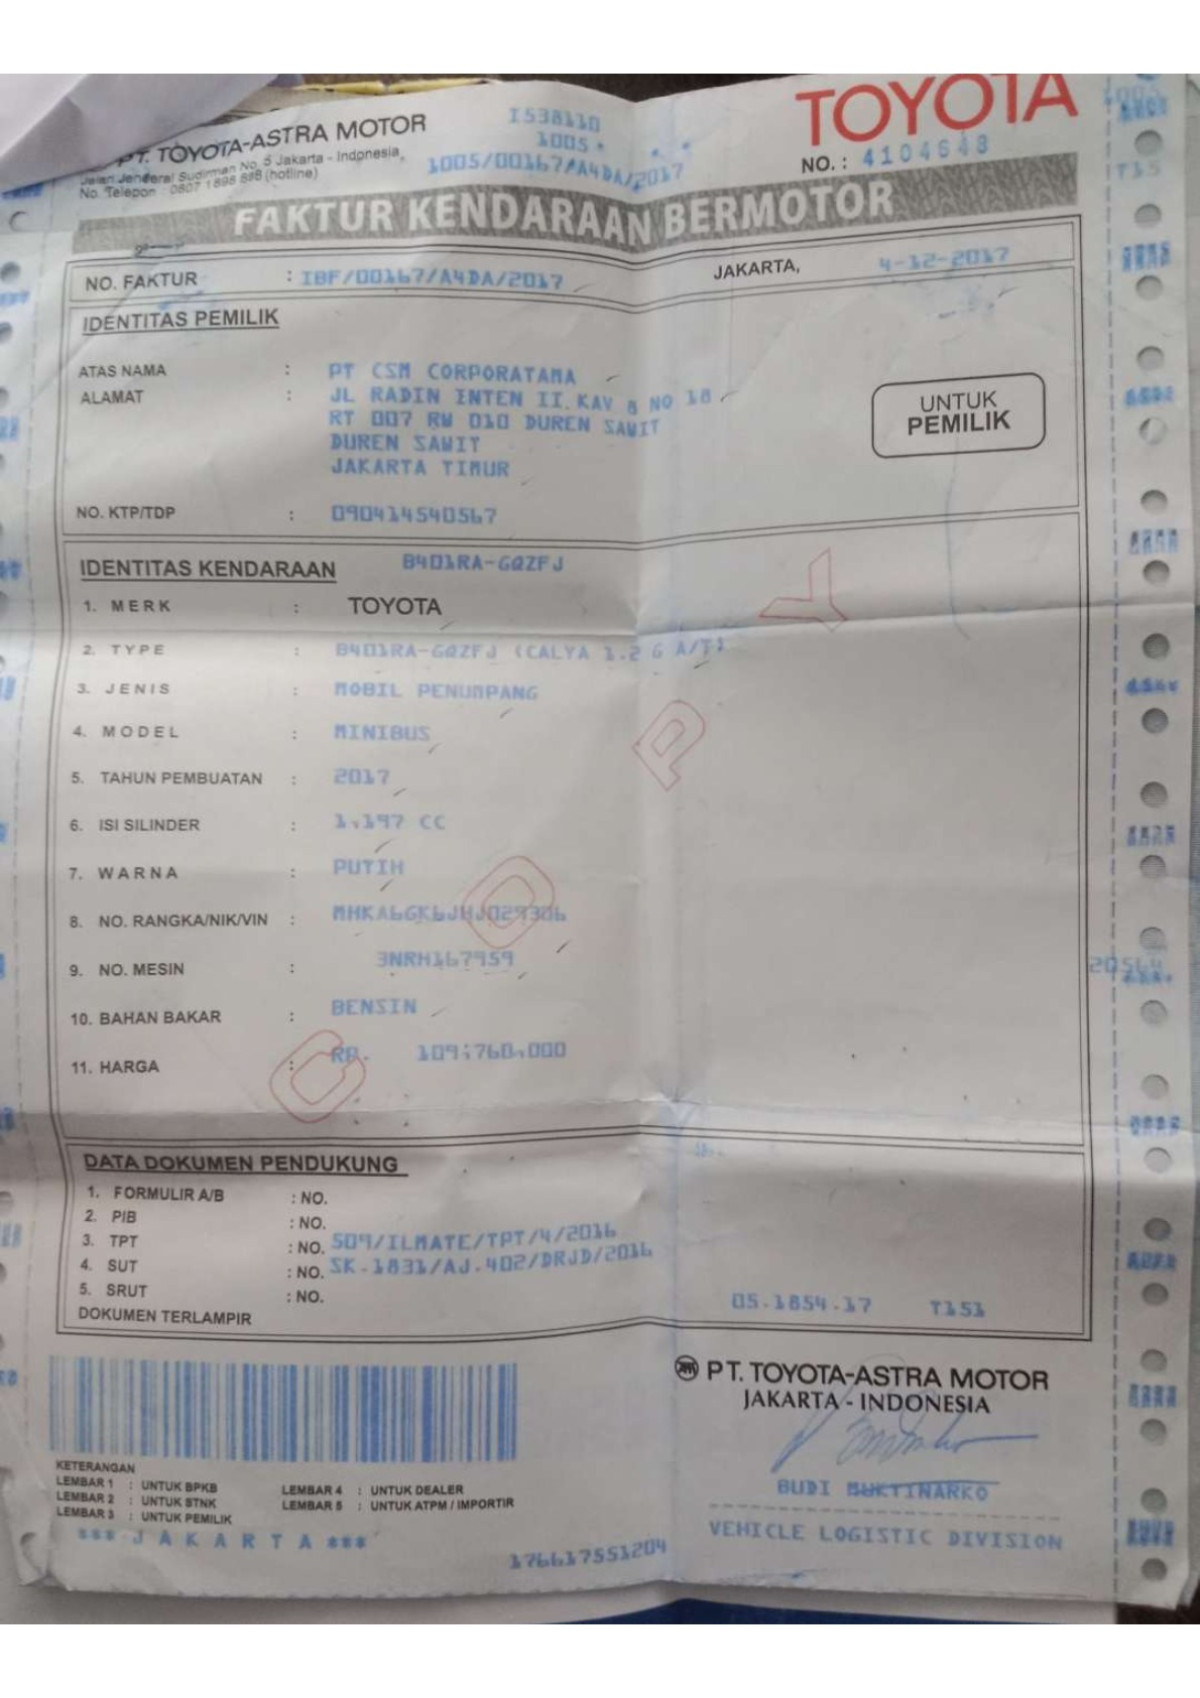 PT. TOYOTA-ASTRA MOTOR
Jalan Jenderal Sudirman No. 5 Jakarta - Indonesia
No. Telepon : 0807 1 898 898 (hotline)
I538110
1005
1005/00167/A4DA/2017
TOYOTA
NO. : 4104648
T15
FAKTUR KENDARAAN BERMOTOR
NO. FAKTUR : IBF/00167/A4DA/2017 JAKARTA, 4-12-2017
IDENTITAS PEMILIK
ATAS NAMA : PT CSM CORPORATAMA
ALAMAT : JL RADIN INTEN II.KAV 8 NO 18
RT 007 RW 010 DUREN SAWIT
DUREN SAWIT
JAKARTA TIMUR
UNTUK
PEMILIK
NO. KTP/TDP : 090414540567
IDENTITAS KENDARAAN B401RA-GQZFJ
1. MERK : TOYOTA
2. TYPE : B401RA-GQZFJ (CALYA 1.2 G A/T)
3. JENIS : MOBIL PENUMPANG
4. MODEL : MINIBUS
5. TAHUN PEMBUATAN : 2017
6. ISI SILINDER : 1.197 CC
7. WARNA : PUTIH
8. NO. RANGKA/NIK/VIN : MHKA6GK6JHJ029306
9. NO. MESIN : 3NRH167959
10. BAHAN BAKAR : BENSIN
11. HARGA : RP. 109.760.000
COPY
DATA DOKUMEN PENDUKUNG
1. FORMULIR A/B : NO.
2. PIB : NO.
3. TPT : NO. 509/ILMATE/TPT/4/2016
4. SUT : NO. SK.1831/AJ.402/DRJD/2016
5. SRUT : NO.
DOKUMEN TERLAMPIR
05.1854.17 T151
PT. TOYOTA-ASTRA MOTOR
JAKARTA - INDONESIA
BUDI MUKTINARKO
VEHICLE LOGISTIC DIVISION
KETERANGAN
LEMBAR 1 : UNTUK BPKB
LEMBAR 2 : UNTUK STNK
LEMBAR 3 : UNTUK PEMILIK
LEMBAR 4 : UNTUK DEALER
LEMBAR 5 : UNTUK ATPM / IMPORTIR
*** J A K A R T A ***
176617551204